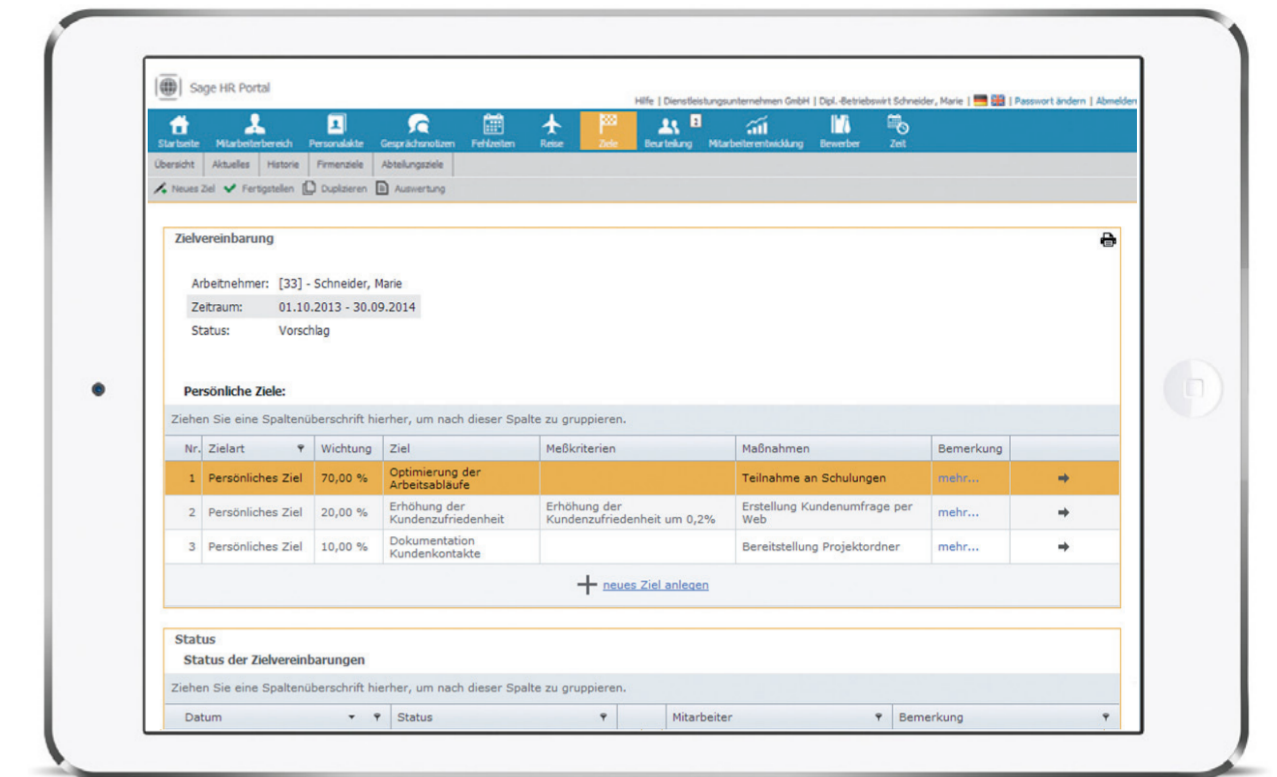 Sage HR Portal
Hilfe | Dienstleistungsunternehmen GmbH | Dipl.-Betriebswirt Schneider, Marie | | Passwort ändern | Abmelden
Startseite Mitarbeiterbereich Personalakte Gesprächsnotizen Fehlzeiten Reise Ziele Beurteilung Mitarbeiterentwicklung Bewerber Zeit
Übersicht Aktuelles Historie Firmenziele Abteilungsziele
Neues Ziel Fertigstellen Duplizieren Auswertung
Zielvereinbarung
Arbeitnehmer: [33] - Schneider, Marie
Zeitraum: 01.10.2013 - 30.09.2014
Status: Vorschlag
Persönliche Ziele:
Ziehen Sie eine Spaltenüberschrift hierher, um nach dieser Spalte zu gruppieren.
Nr. Zielart Wichtung Ziel Meßkriterien Maßnahmen Bemerkung
1 Persönliches Ziel 70,00 % Optimierung der Arbeitsabläufe Teilnahme an Schulungen mehr...
2 Persönliches Ziel 20,00 % Erhöhung der Kundenzufriedenheit Erhöhung der Kundenzufriedenheit um 0,2% Erstellung Kundenumfrage per Web mehr...
3 Persönliches Ziel 10,00 % Dokumentation Kundenkontakte Bereitstellung Projektordner mehr...
neues Ziel anlegen
Status
Status der Zielvereinbarungen
Ziehen Sie eine Spaltenüberschrift hierher, um nach dieser Spalte zu gruppieren.
Datum Status Mitarbeiter Bemerkung